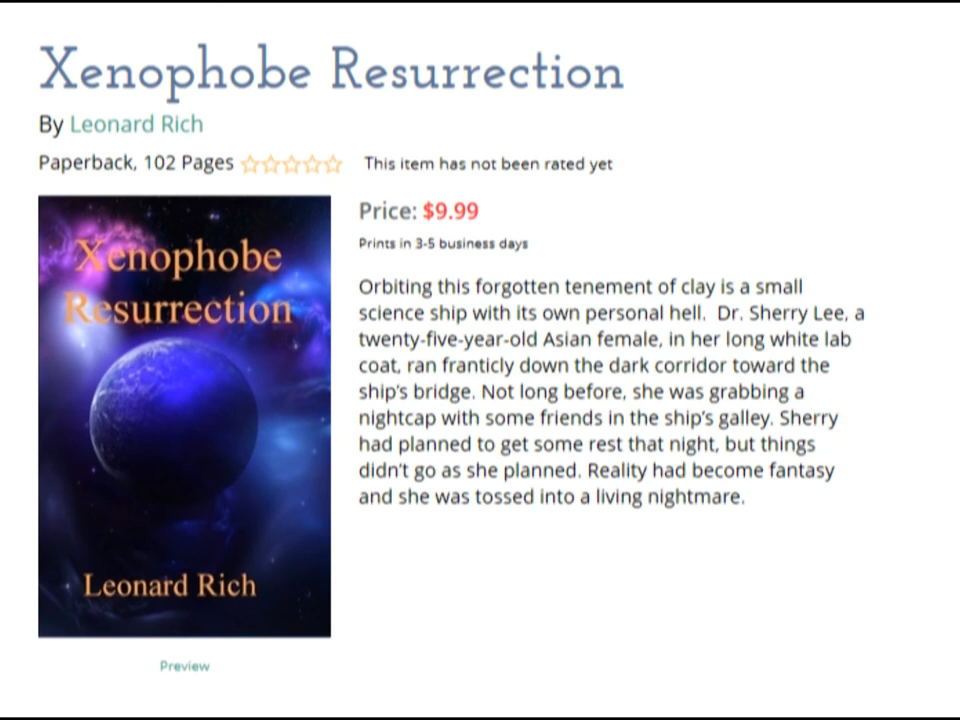 Xenophobe Resurrection
By Leonard Rich
Paperback, 102 Pages
This item has not been rated yet
Xenophobe
Resurrection
Leonard Rich
Preview
Price: $9.99
Prints in 3-5 business days
Orbiting this forgotten tenement of clay is a small
science ship with its own personal hell.  Dr. Sherry Lee, a
twenty-five-year-old Asian female, in her long white lab
coat, ran franticly down the dark corridor toward the
ship's bridge. Not long before, she was grabbing a
nightcap with some friends in the ship's galley. Sherry
had planned to get some rest that night, but things
didn't go as she planned. Reality had become fantasy
and she was tossed into a living nightmare.